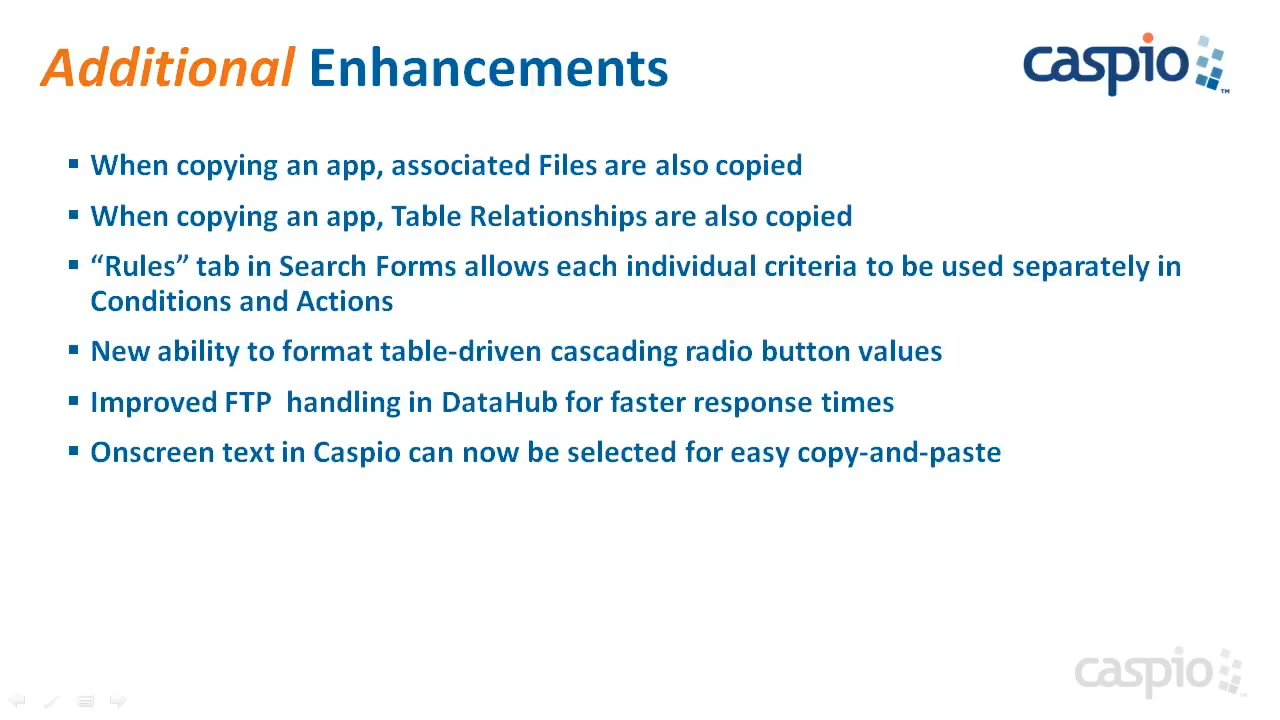 Additional Enhancements
caspio
TM
▪ When copying an app, associated Files are also copied
▪ When copying an app, Table Relationships are also copied
▪ “Rules” tab in Search Forms allows each individual criteria to be used separately in
Conditions and Actions
▪ New ability to format table-driven cascading radio button values
▪ Improved FTP  handling in DataHub for faster response times
▪ Onscreen text in Caspio can now be selected for easy copy-and-paste
caspio